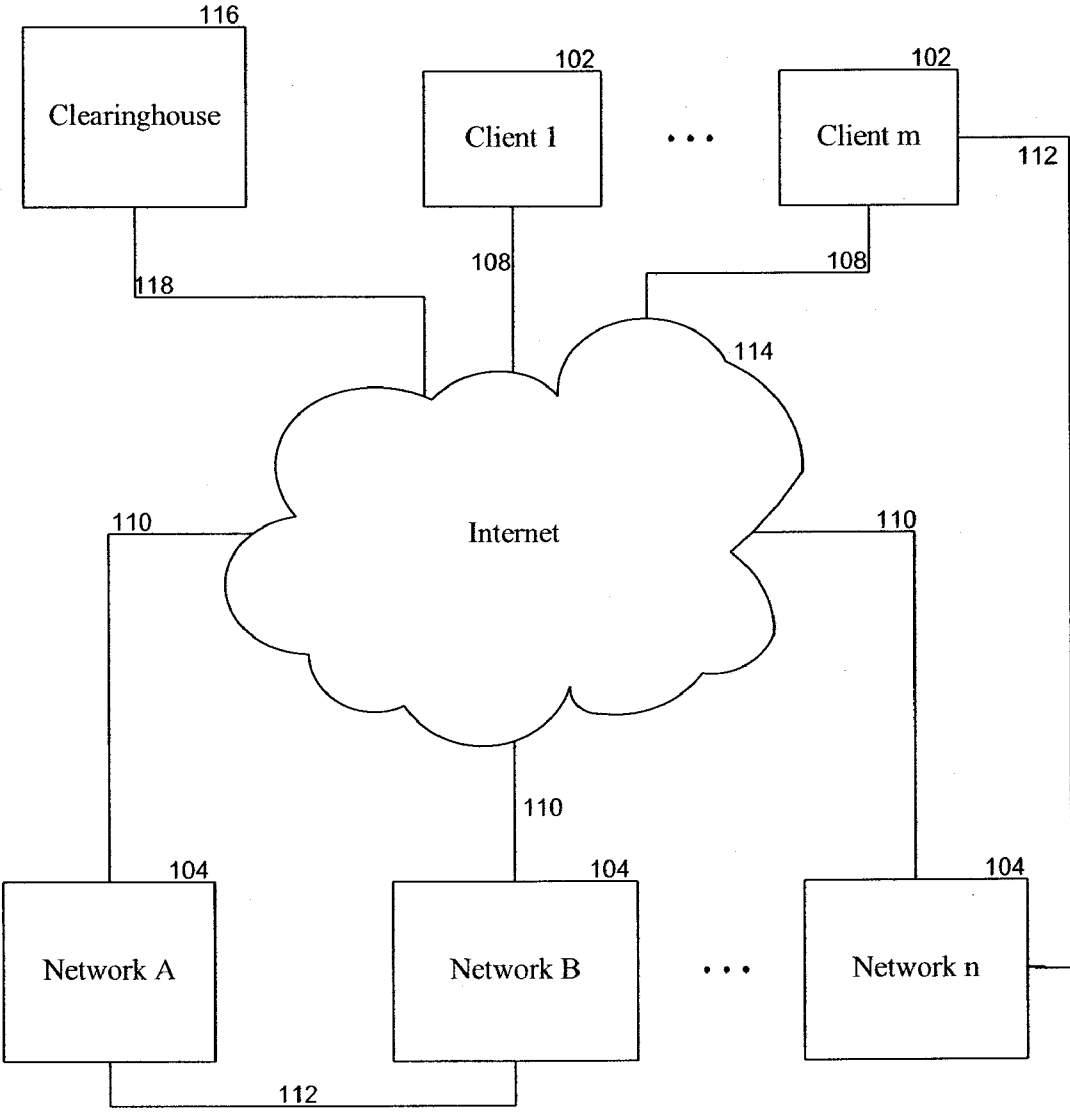 116
Clearinghouse
102
Client 1
• • •
102
Client m
112
118
108
108
114
110
Internet
110
110
104
Network A
104
Network B
• • •
104
Network n
112